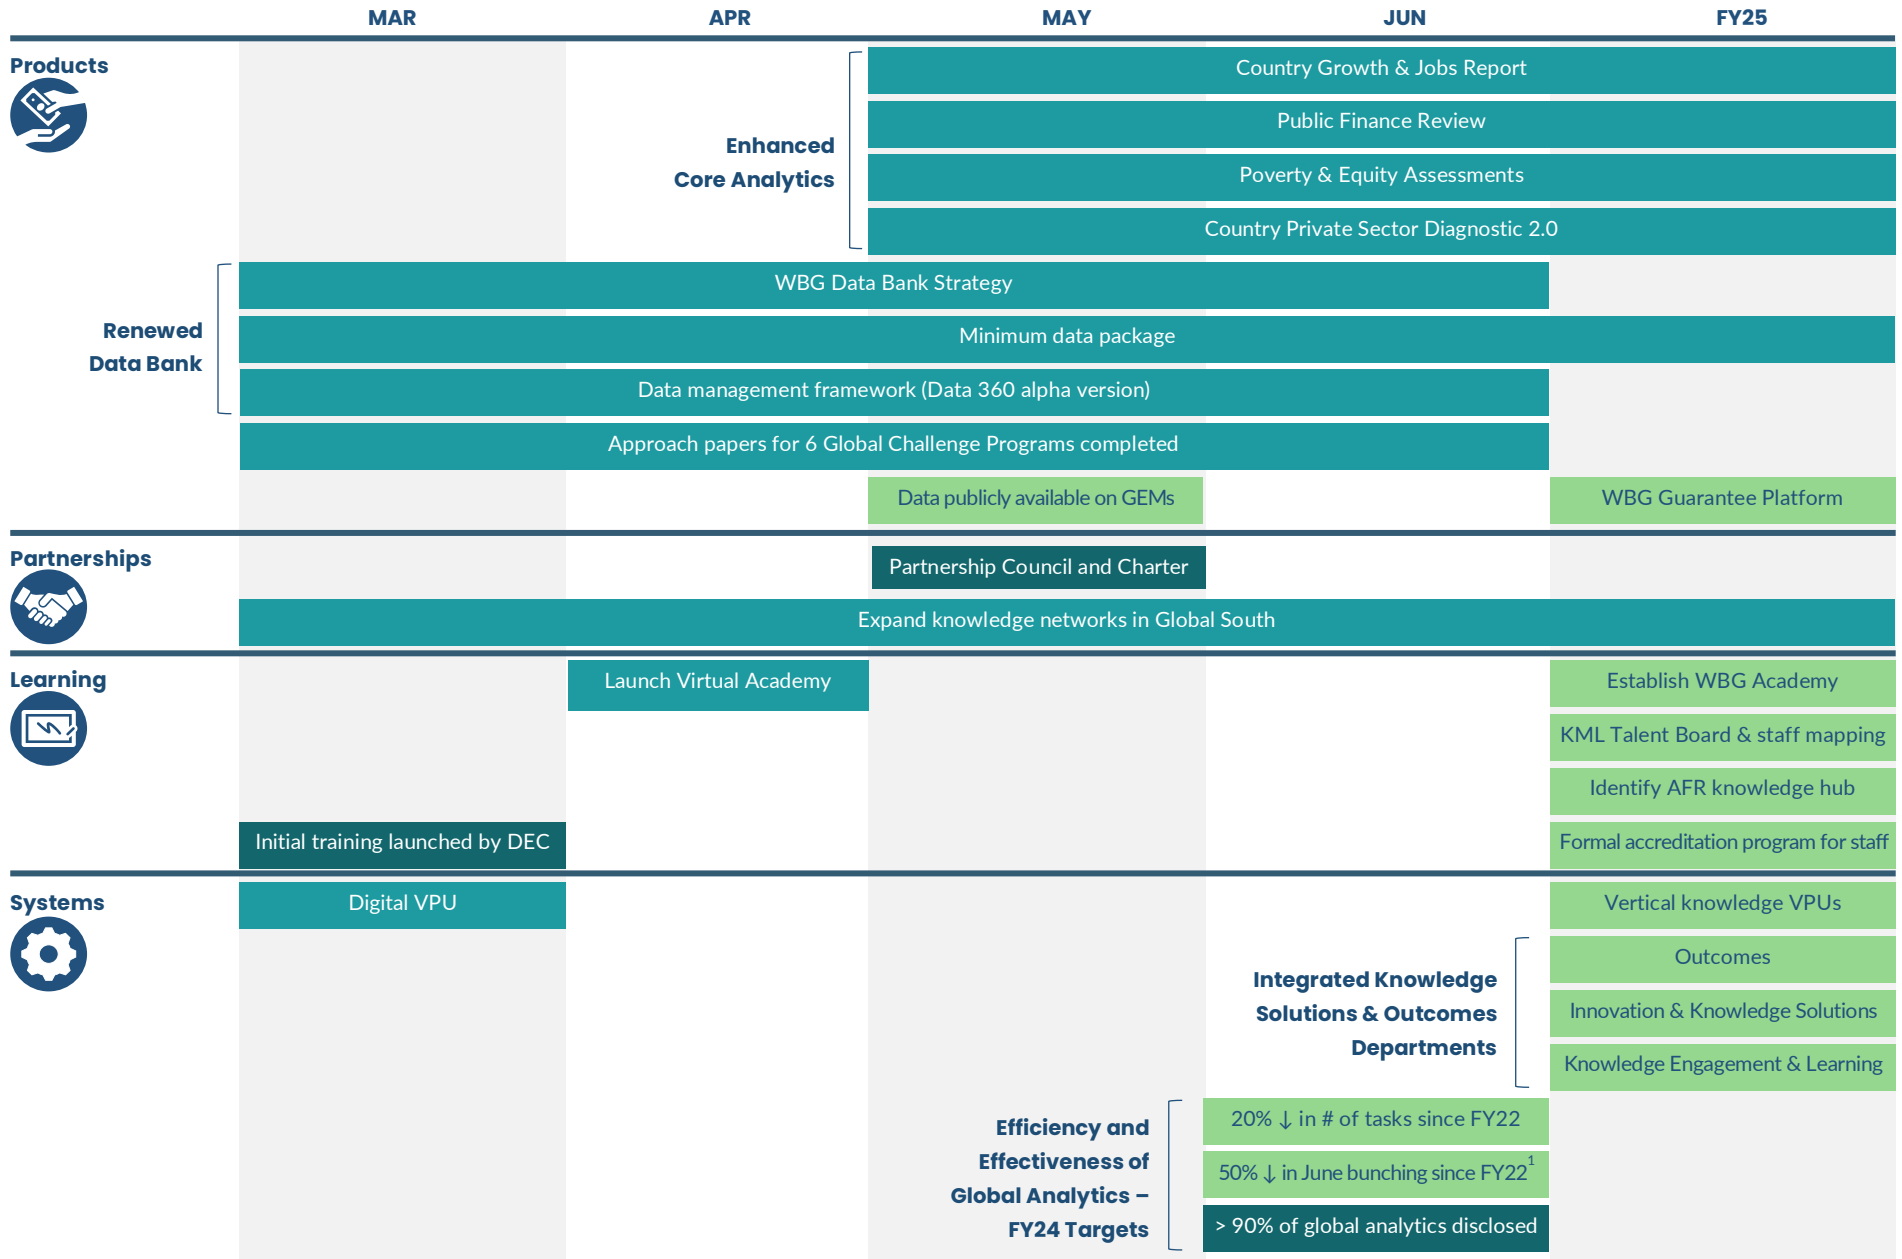 MAR APR MAY JUN FY25
Products
Country Growth & Jobs Report
Public Finance Review
Enhanced
Core Analytics
Poverty & Equity Assessments
Country Private Sector Diagnostic 2.0
WBG Data Bank Strategy
Renewed
Data Bank
Minimum data package
Data management framework (Data 360 alpha version)
Approach papers for 6 Global Challenge Programs completed
Data publicly available on GEMs
WBG Guarantee Platform
Partnerships
Partnership Council and Charter
Expand knowledge networks in Global South
Learning
Launch Virtual Academy
Establish WBG Academy
KML Talent Board & staff mapping
Identify AFR knowledge hub
Initial training launched by DEC
Formal accreditation program for staff
Systems
Digital VPU
Vertical knowledge VPUs
Integrated Knowledge
Solutions & Outcomes
Departments
Outcomes
Innovation & Knowledge Solutions
Knowledge Engagement & Learning
Efficiency and
Effectiveness of
Global Analytics –
FY24 Targets
20% ↓ in # of tasks since FY22
50% ↓ in June bunching since FY22¹
> 90% of global analytics disclosed